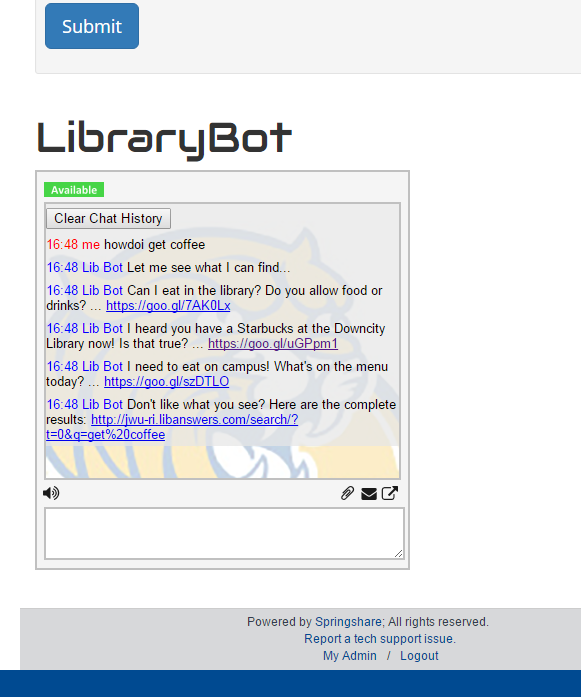 Submit
LibraryBot
Available
Clear Chat History
16:48 me howdoi get coffee
16:48 Lib Bot Let me see what I can find...
16:48 Lib Bot Can I eat in the library? Do you allow food or
drinks? ... https://goo.gl/7AK0Lx
16:48 Lib Bot I heard you have a Starbucks at the Downcity
Library now! Is that true? ... https://goo.gl/uGPpm1
16:48 Lib Bot I need to eat on campus! What's on the menu
today? ... https://goo.gl/szDTLO
16:48 Lib Bot Don't like what you see? Here are the complete
results: http://jwu-ri.libanswers.com/search/?
t=0&q=get%20coffee
Powered by Springshare; All rights reserved.
Report a tech support issue.
My Admin / Logout